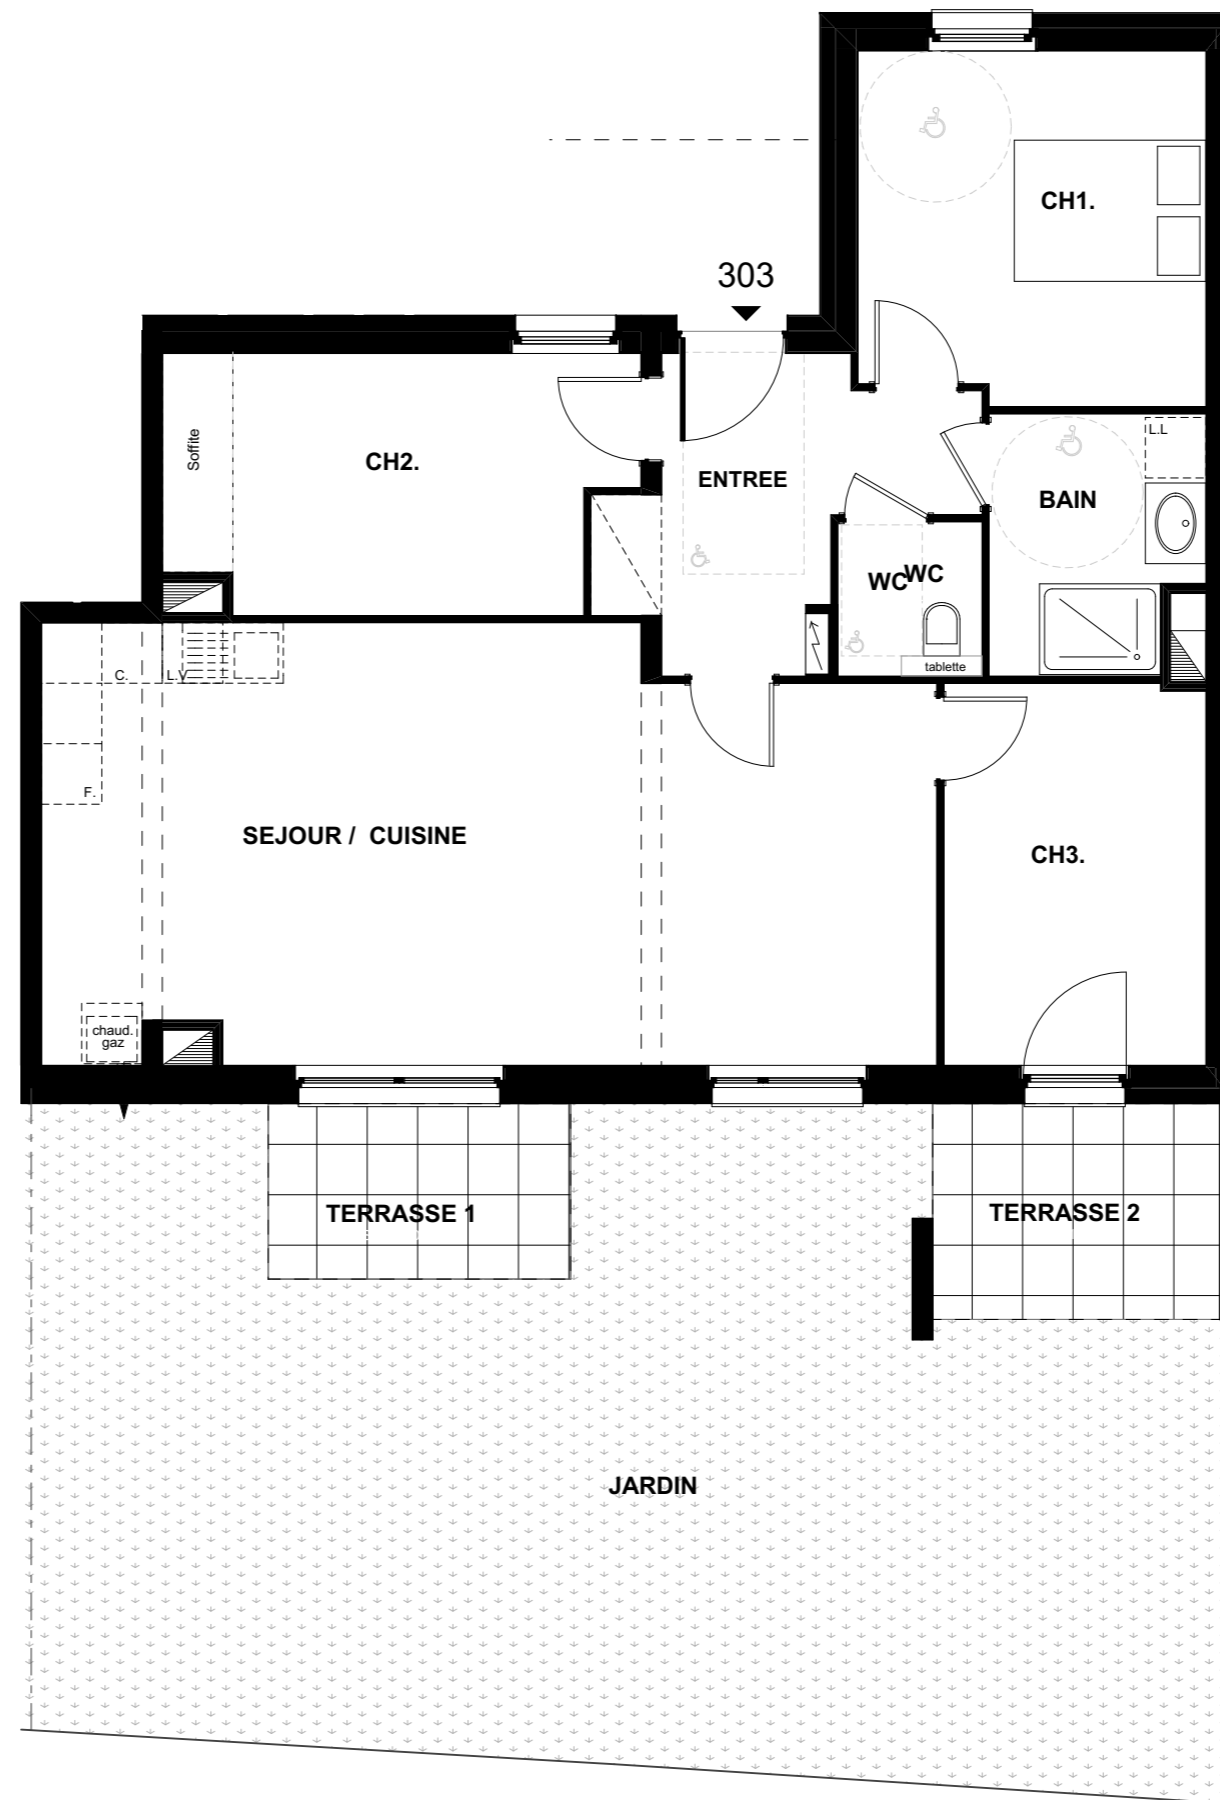 CH1.
303
L.L
Soffite
CH2.
ENTREE
BAIN
WC
WC
tablette
C.
L.V
F.
SEJOUR / CUISINE
CH3.
chaud.
gaz
TERRASSE 1
TERRASSE 2
JARDIN